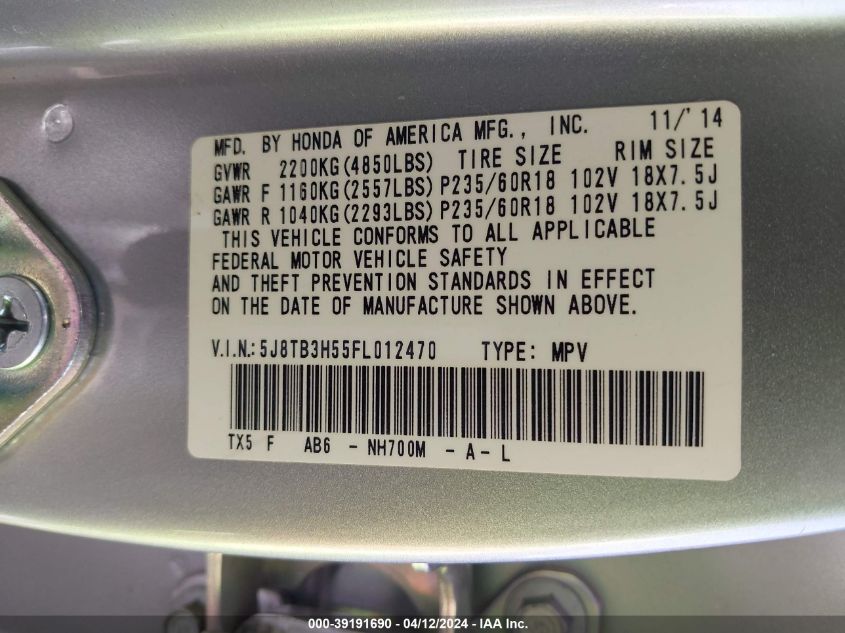 MFD. BY HONDA OF AMERICA MFG., INC. 11/'14
GVWR 2200KG(4850LBS) TIRE SIZE RIM SIZE
GAWR F 1160KG(2557LBS) P235/60R18 102V 18X7.5J
GAWR R 1040KG(2293LBS) P235/60R18 102V 18X7.5J
THIS VEHICLE CONFORMS TO ALL APPLICABLE
FEDERAL MOTOR VEHICLE SAFETY
AND THEFT PREVENTION STANDARDS IN EFFECT
ON THE DATE OF MANUFACTURE SHOWN ABOVE.
V.I.N.: 5J8TB3H55FL012470 TYPE: MPV
TX5 F AB6 - NH700M - A - L
000-39191690 - 04/12/2024 - IAA Inc.